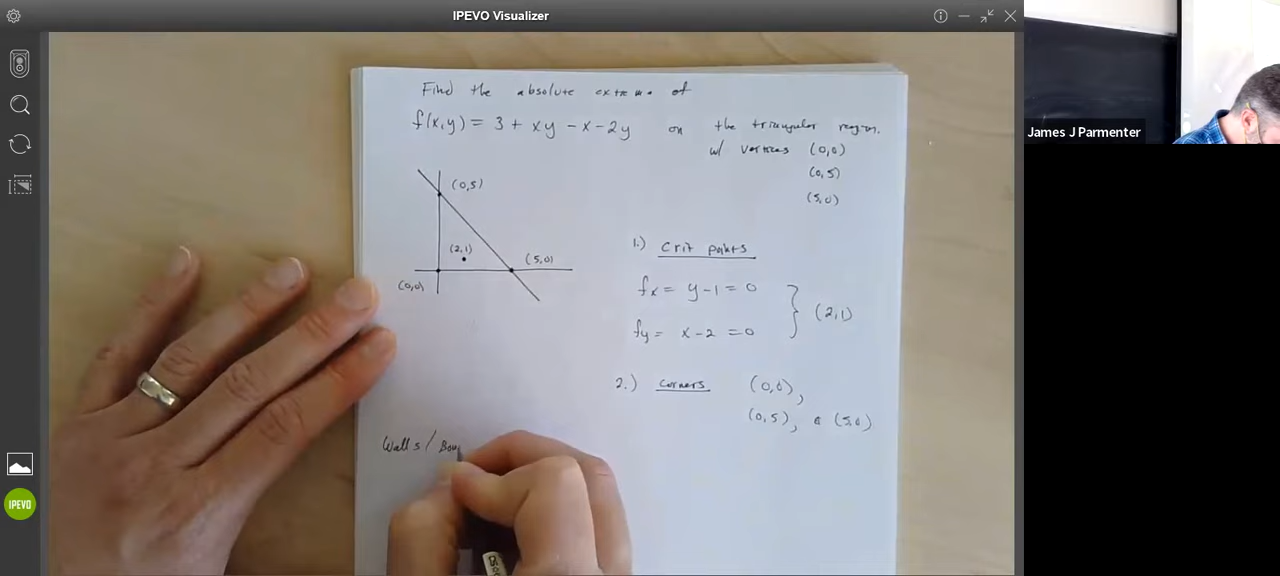 IPEVO Visualizer
James J Parmenter
Find the absolute extrema of
f(x,y) = 3 + xy - x - 2y on the triangular region.
w/ vertices (0,0)
(0,5)
(5,0)
(0,5)
(2,1)
(5,0)
(0,0)
1.) Crit points
fx = y-1 = 0
fy = x-2 = 0
(2,1)
2.) corners (0,0),
(0,5), & (5,0)
Walls / Bou
IPEVO